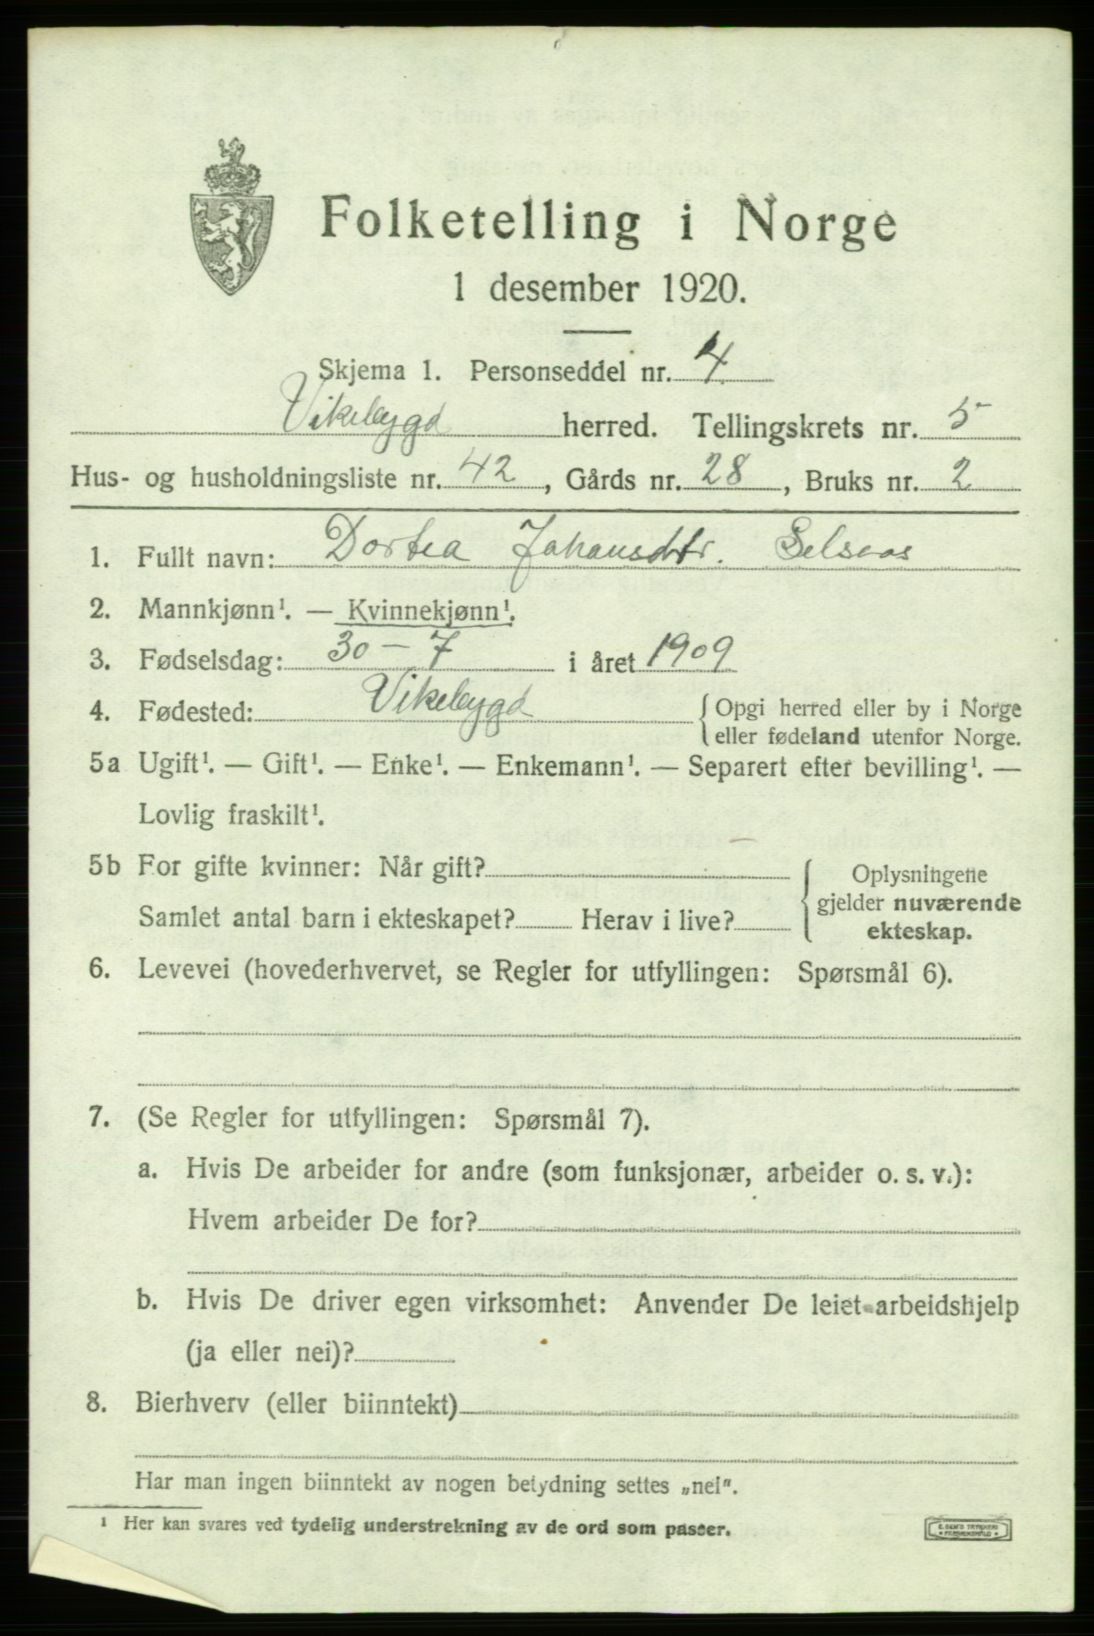 Folketelling i Norge
1 desember 1920.
Skjema 1. Personseddel nr. 4
Vikebygd herred. Tellingskrets nr. 5
Hus- og husholdningsliste nr. 42, Gårds nr. 28, Bruks nr. 2
1. Fullt navn: Dortea Johansdtr. Selsaas
2. Mannkjønn¹. — Kvinnekjønn¹.
3. Fødselsdag: 30 – 7 i året 1909
4. Fødested: Vikebygd { Opgi herred eller by i Norge
eller fødeland utenfor Norge.
5a Ugift¹. — Gift¹. — Enke¹. — Enkemann¹. — Separert efter bevilling¹. —
Lovlig fraskilt¹.
5b For gifte kvinner: Når gift?
Samlet antal barn i ekteskapet? Herav i live?
{ Oplysningene
gjelder nuværende
ekteskap.
6. Levevei (hovederhvervet, se Regler for utfyllingen: Spørsmål 6).
7. (Se Regler for utfyllingen: Spørsmål 7).
a. Hvis De arbeider for andre (som funksjonær, arbeider o. s. v.):
Hvem arbeider De for?
b. Hvis De driver egen virksomhet: Anvender De leiet arbeidshjelp
(ja eller nei)?
8. Bierhverv (eller biinntekt)
Har man ingen biinntekt av nogen betydning settes „nei".
¹ Her kan svares ved tydelig understrekning av de ord som passer.